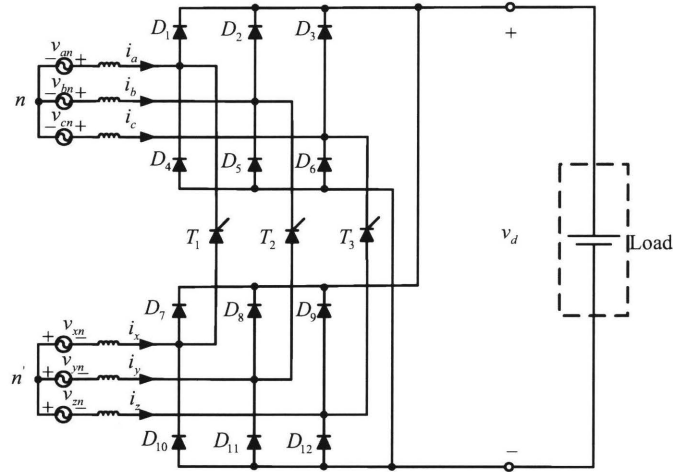 D1 D2 D3
− van + ia
+
n − vbn + ib
− vcn + ic
D4 D5 D6
T1 T2 T3
vd Load
D7 D8 D9
+ vxn − ix
n' + vyn − iy
+ vzn − iz
D10 D11 D12
−